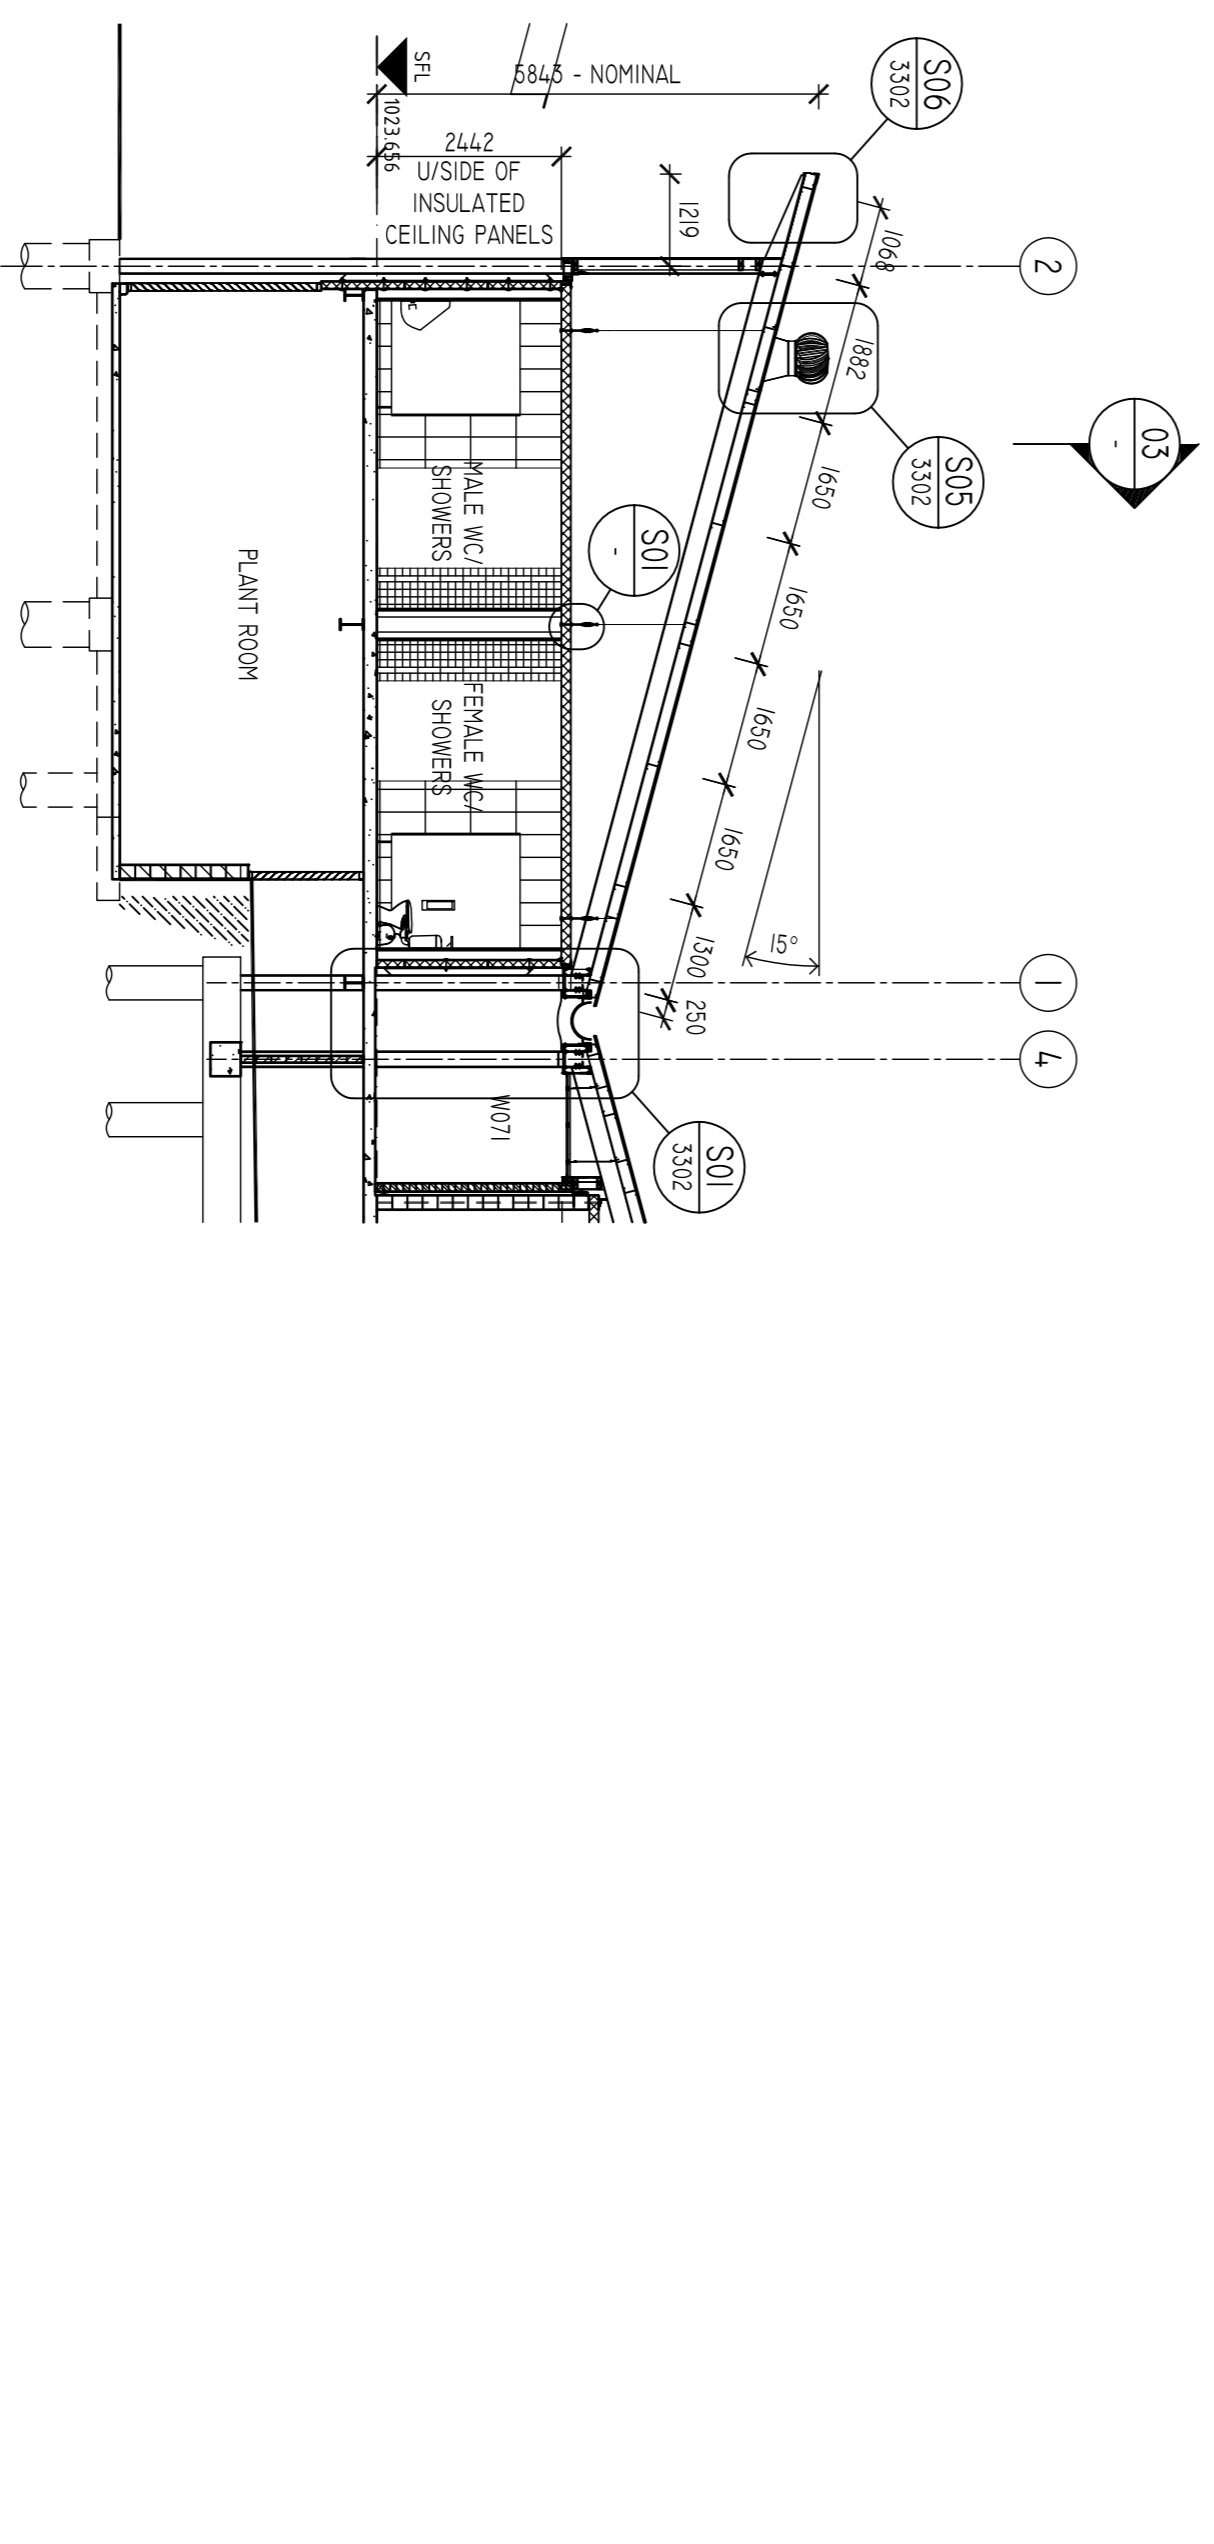 S06
3302
5843 - NOMINAL
SFL
1023.656
2442
U/SIDE OF
INSULATED
CEILING PANELS
1219
1068
2
1882
S05
3302
03
-
1650
1650
1650
1650
1300
250
15°
S01
-
MALE WC/
SHOWERS
FEMALE WC/
SHOWERS
PLANT ROOM
1
4
W071
S01
3302